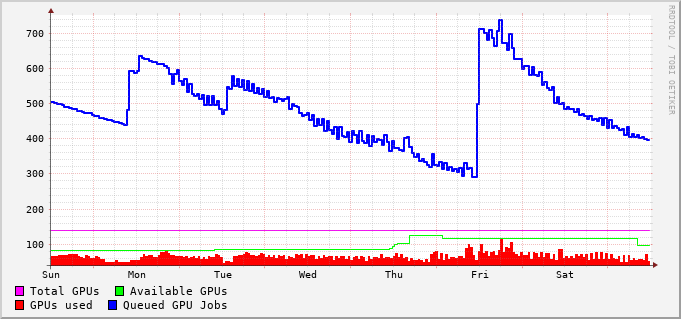 RRDTOOL / TOBI OETIKER
700
600
500
400
300
200
100
Sun Mon Tue Wed Thu Fri Sat
Total GPUs Available GPUs
GPUs used Queued GPU Jobs